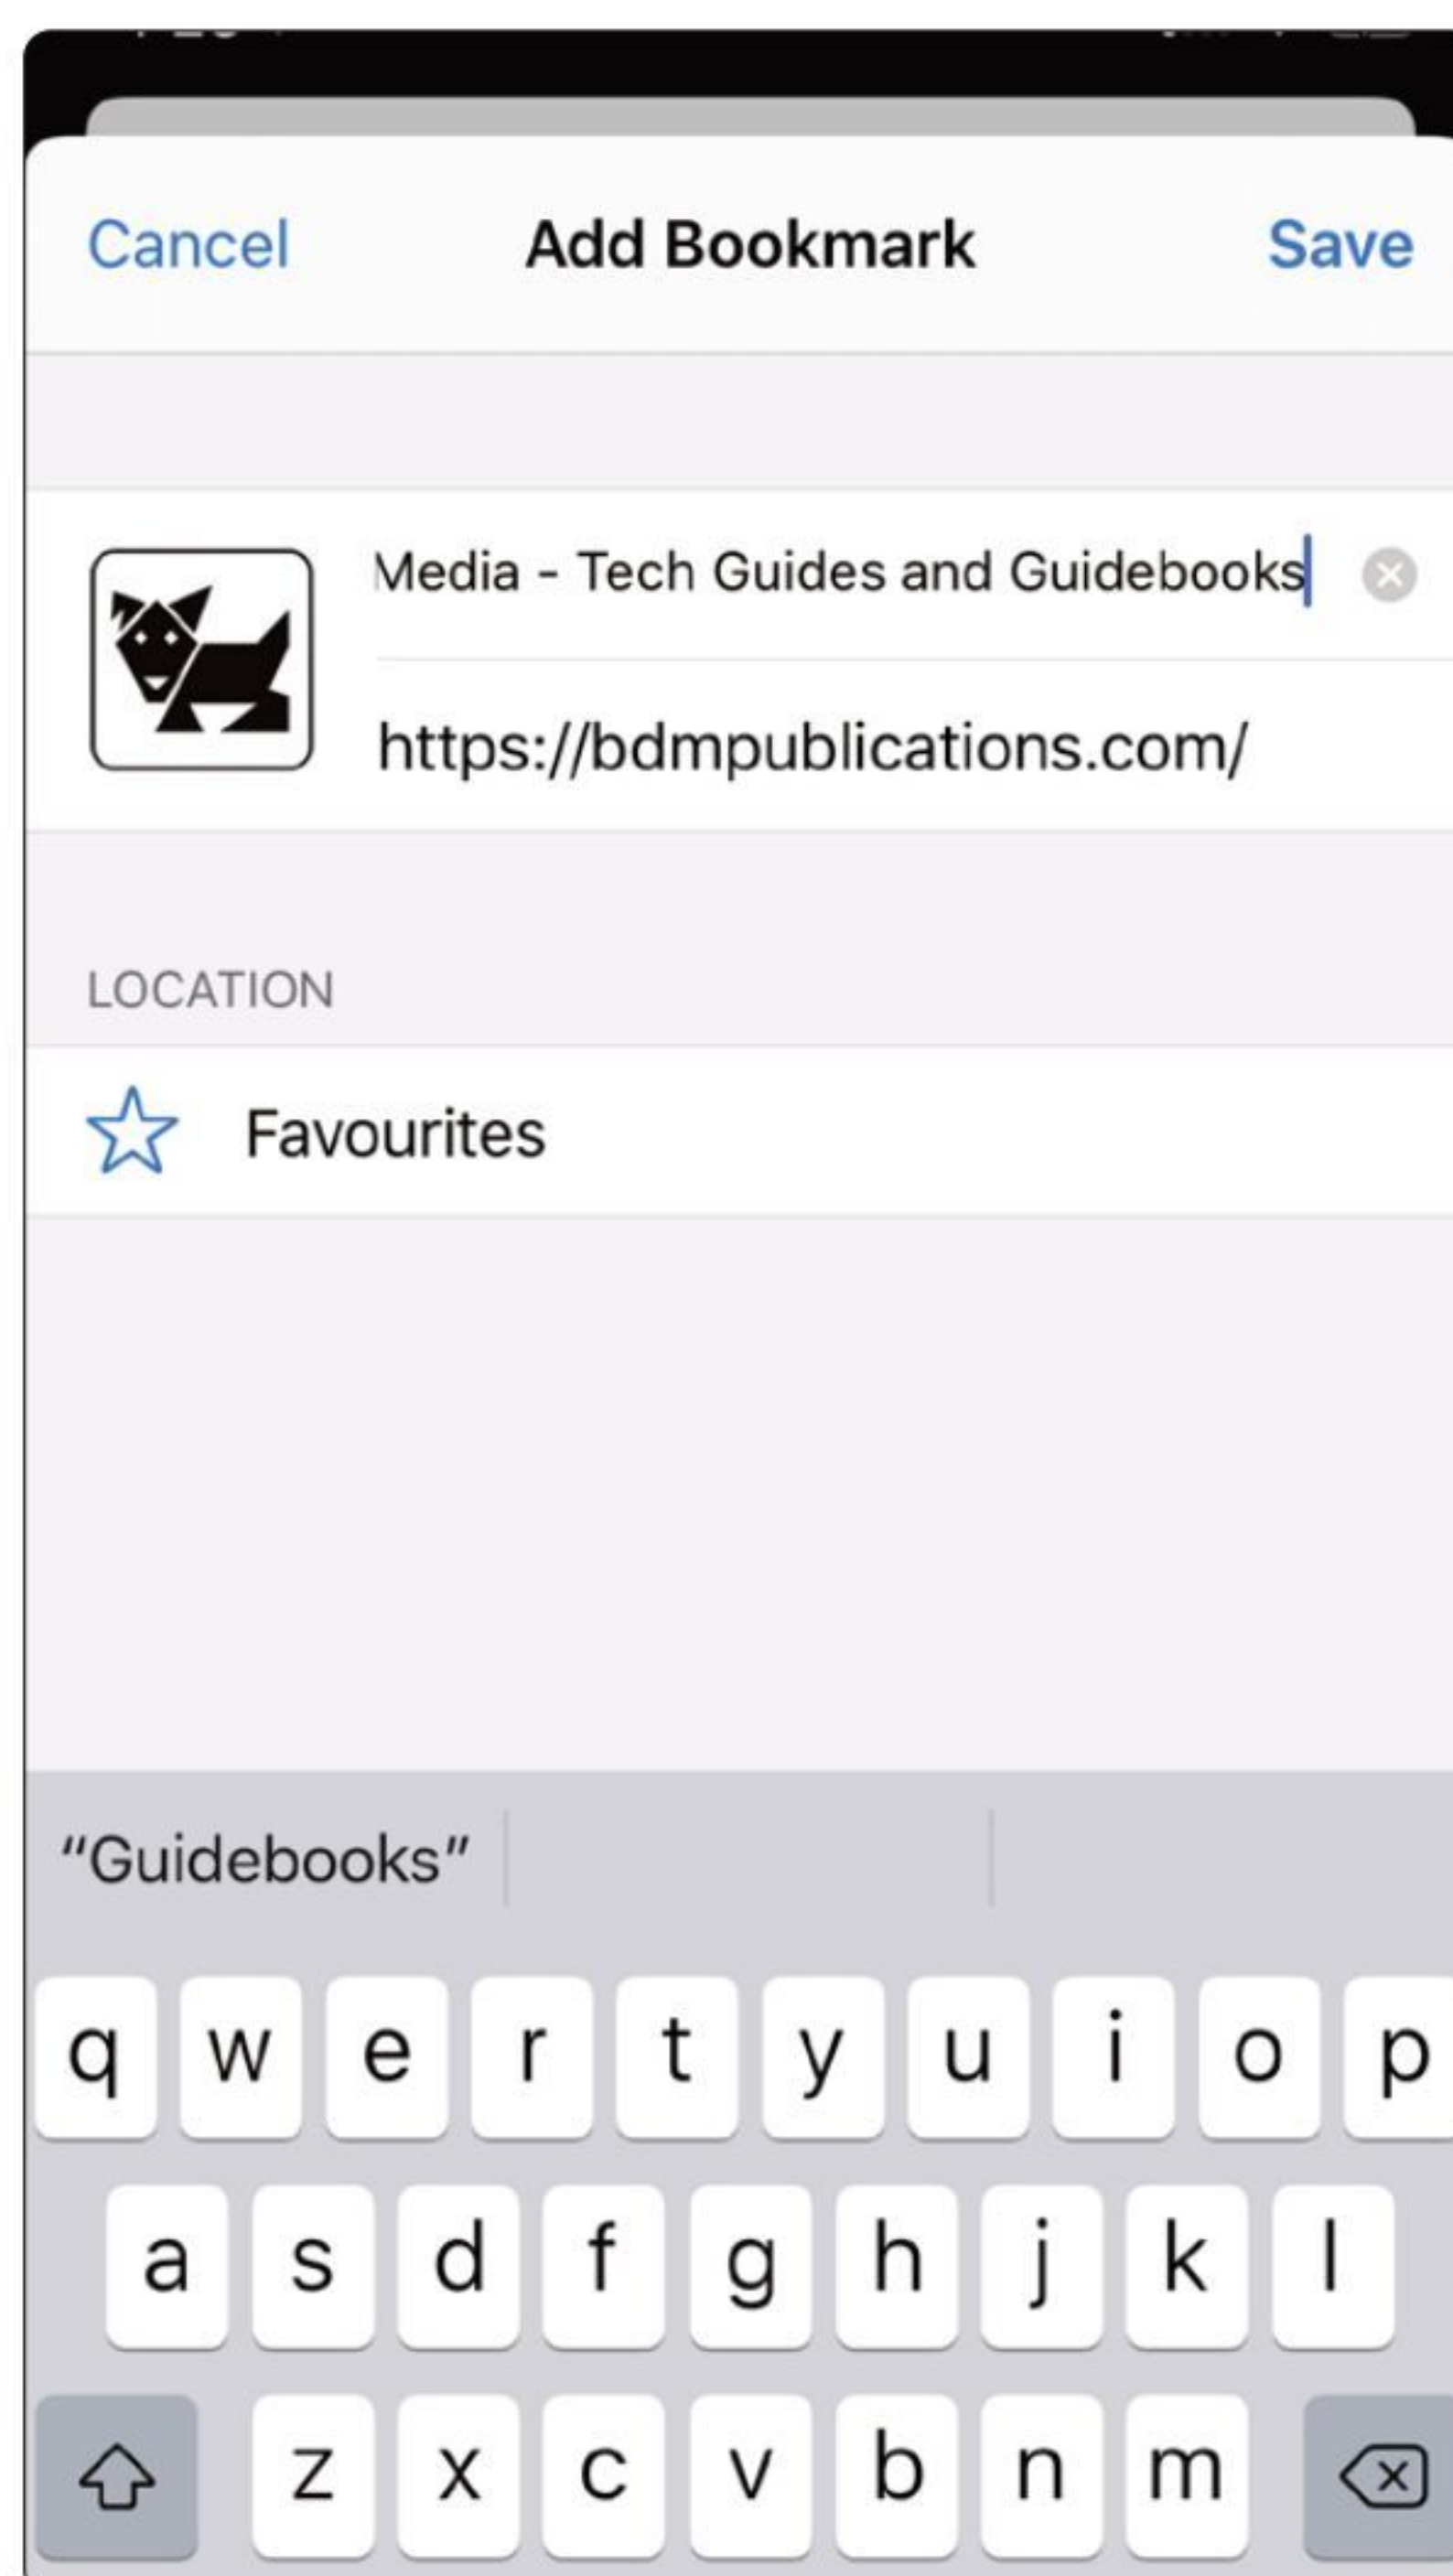 Cancel Add Bookmark Save
Media - Tech Guides and Guidebooks
https://bdmpublications.com/
LOCATION
Favourites
“Guidebooks”
q w e r t y u i o p
a s d f g h j k l
z x c v b n m